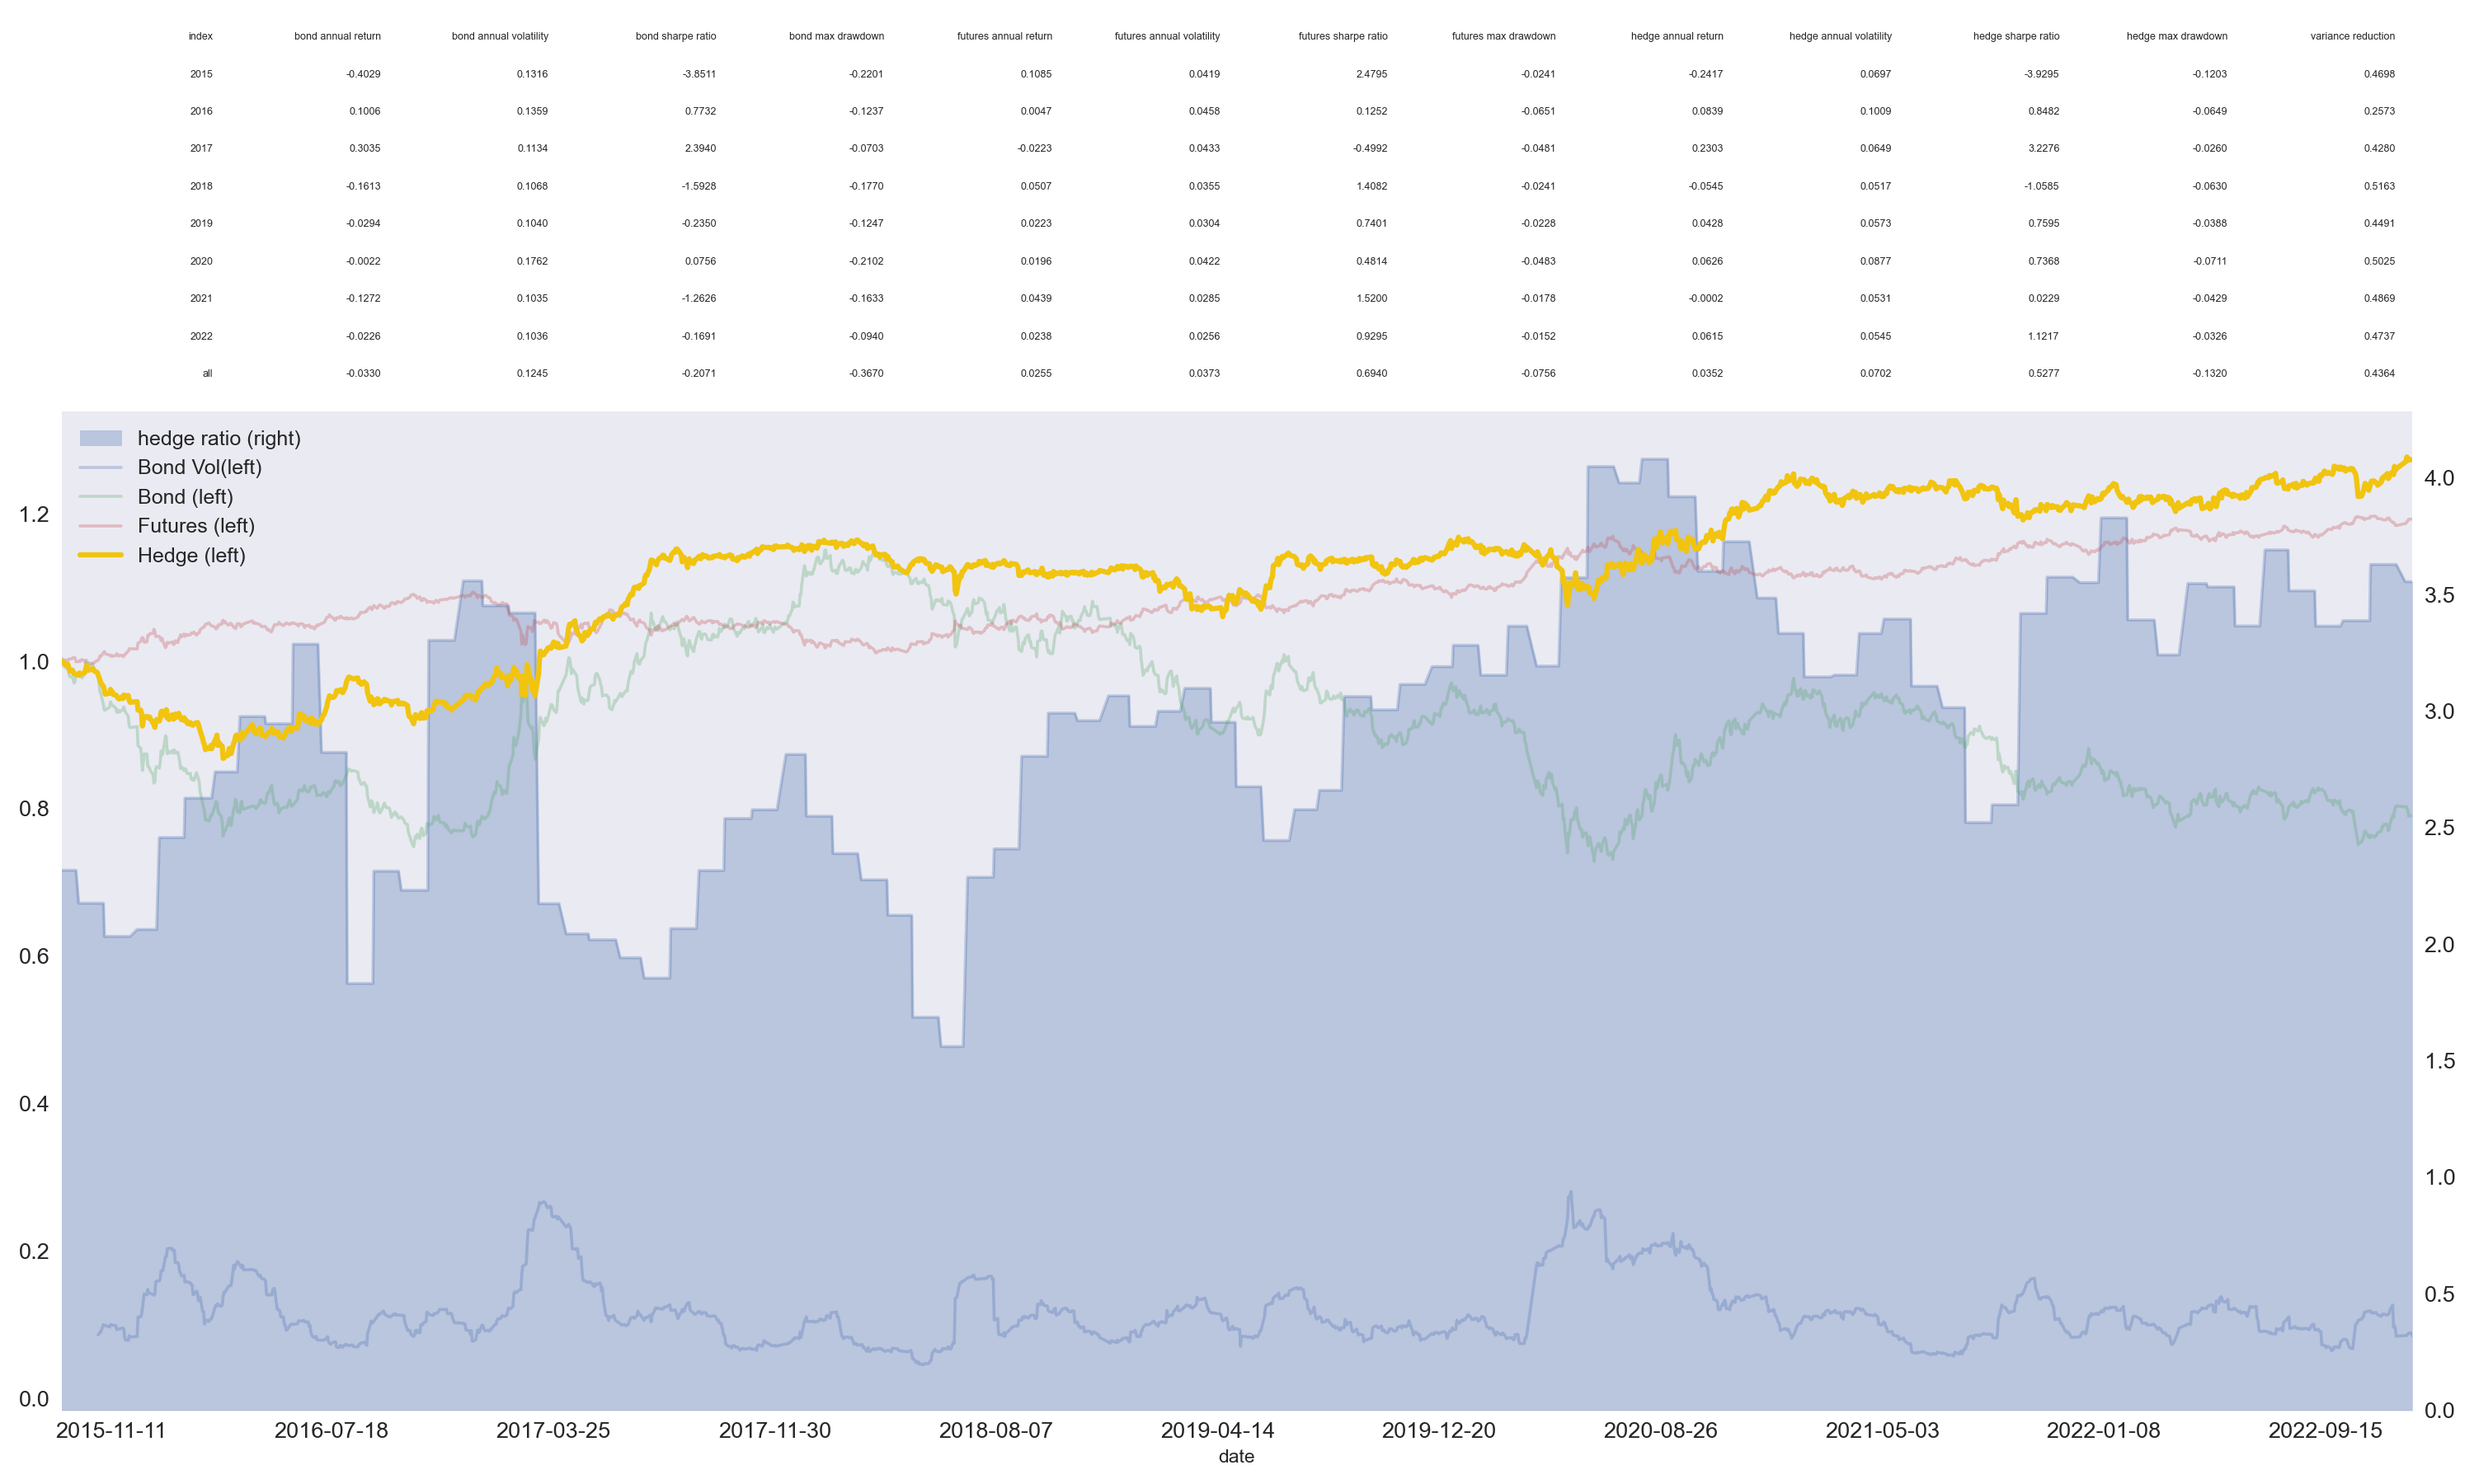 index bond annual return bond annual volatility bond sharpe ratio bond max drawdown futures annual return futures annual volatility futures sharpe ratio futures max drawdown hedge annual return hedge annual volatility hedge sharpe ratio hedge max drawdown variance reduction
2015 -0.4029 0.1316 -3.8511 -0.2201 0.1085 0.0419 2.4795 -0.0241 -0.2417 0.0697 -3.9295 -0.1203 0.4698
2016 0.1006 0.1359 0.7732 -0.1237 0.0047 0.0458 0.1252 -0.0651 0.0839 0.1009 0.8482 -0.0649 0.2573
2017 0.3035 0.1134 2.3940 -0.0703 -0.0223 0.0433 -0.4992 -0.0481 0.2303 0.0649 3.2276 -0.0260 0.4280
2018 -0.1613 0.1068 -1.5928 -0.1770 0.0507 0.0355 1.4082 -0.0241 -0.0545 0.0517 -1.0585 -0.0630 0.5163
2019 -0.0294 0.1040 -0.2350 -0.1247 0.0223 0.0304 0.7401 -0.0228 0.0428 0.0573 0.7595 -0.0388 0.4491
2020 -0.0022 0.1762 0.0756 -0.2102 0.0196 0.0422 0.4814 -0.0483 0.0626 0.0877 0.7368 -0.0711 0.5025
2021 -0.1272 0.1035 -1.2626 -0.1633 0.0439 0.0285 1.5200 -0.0178 -0.0002 0.0531 0.0229 -0.0429 0.4869
2022 -0.0226 0.1036 -0.1691 -0.0940 0.0238 0.0256 0.9295 -0.0152 0.0615 0.0545 1.1217 -0.0326 0.4737
all -0.0330 0.1245 -0.2071 -0.3670 0.0255 0.0373 0.6940 -0.0756 0.0352 0.0702 0.5277 -0.1320 0.4364
hedge ratio (right)
Bond Vol(left)
Bond (left)
Futures (left)
Hedge (left)
1.2
1.0
0.8
0.6
0.4
0.2
0.0
4.0
3.5
3.0
2.5
2.0
1.5
1.0
0.5
0.0
2015-11-11 2016-07-18 2017-03-25 2017-11-30 2018-08-07 2019-04-14 2019-12-20 2020-08-26 2021-05-03 2022-01-08 2022-09-15
date